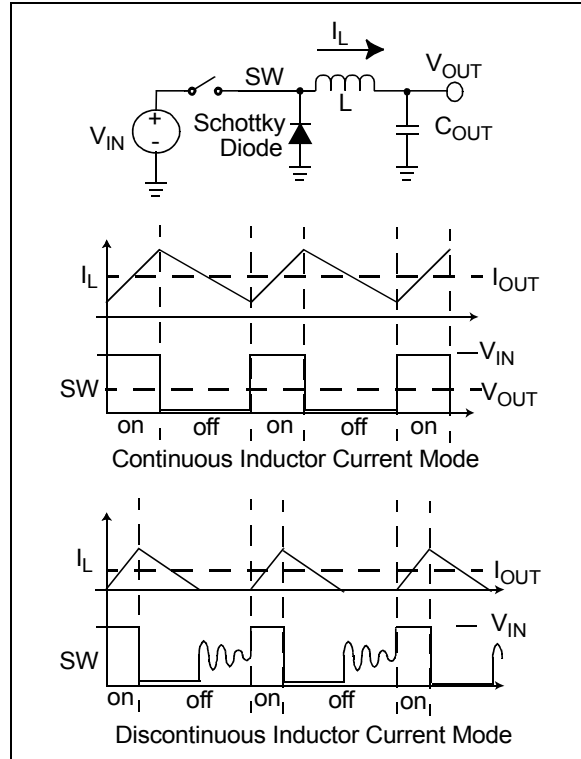 I_L
SW
V_OUT
L
V_IN
+
-
Schottky
Diode
C_OUT
I_L
I_OUT
V_IN
SW
V_OUT
on off on off on
Continuous Inductor Current Mode
I_L
I_OUT
V_IN
SW
on off on off on
Discontinuous Inductor Current Mode